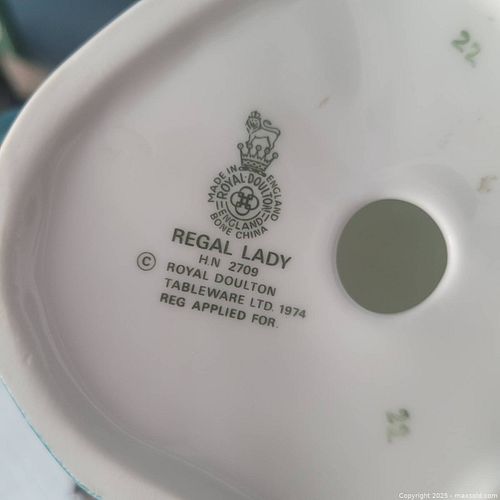 22
MADE IN ENGLAND
ROYAL DOULTON
ENGLAND
BONE CHINA
REGAL LADY
H.N 2709
© ROYAL DOULTON
TABLEWARE LTD. 1974
REG APPLIED FOR.
22
Copyright 2025 - maxsold.com